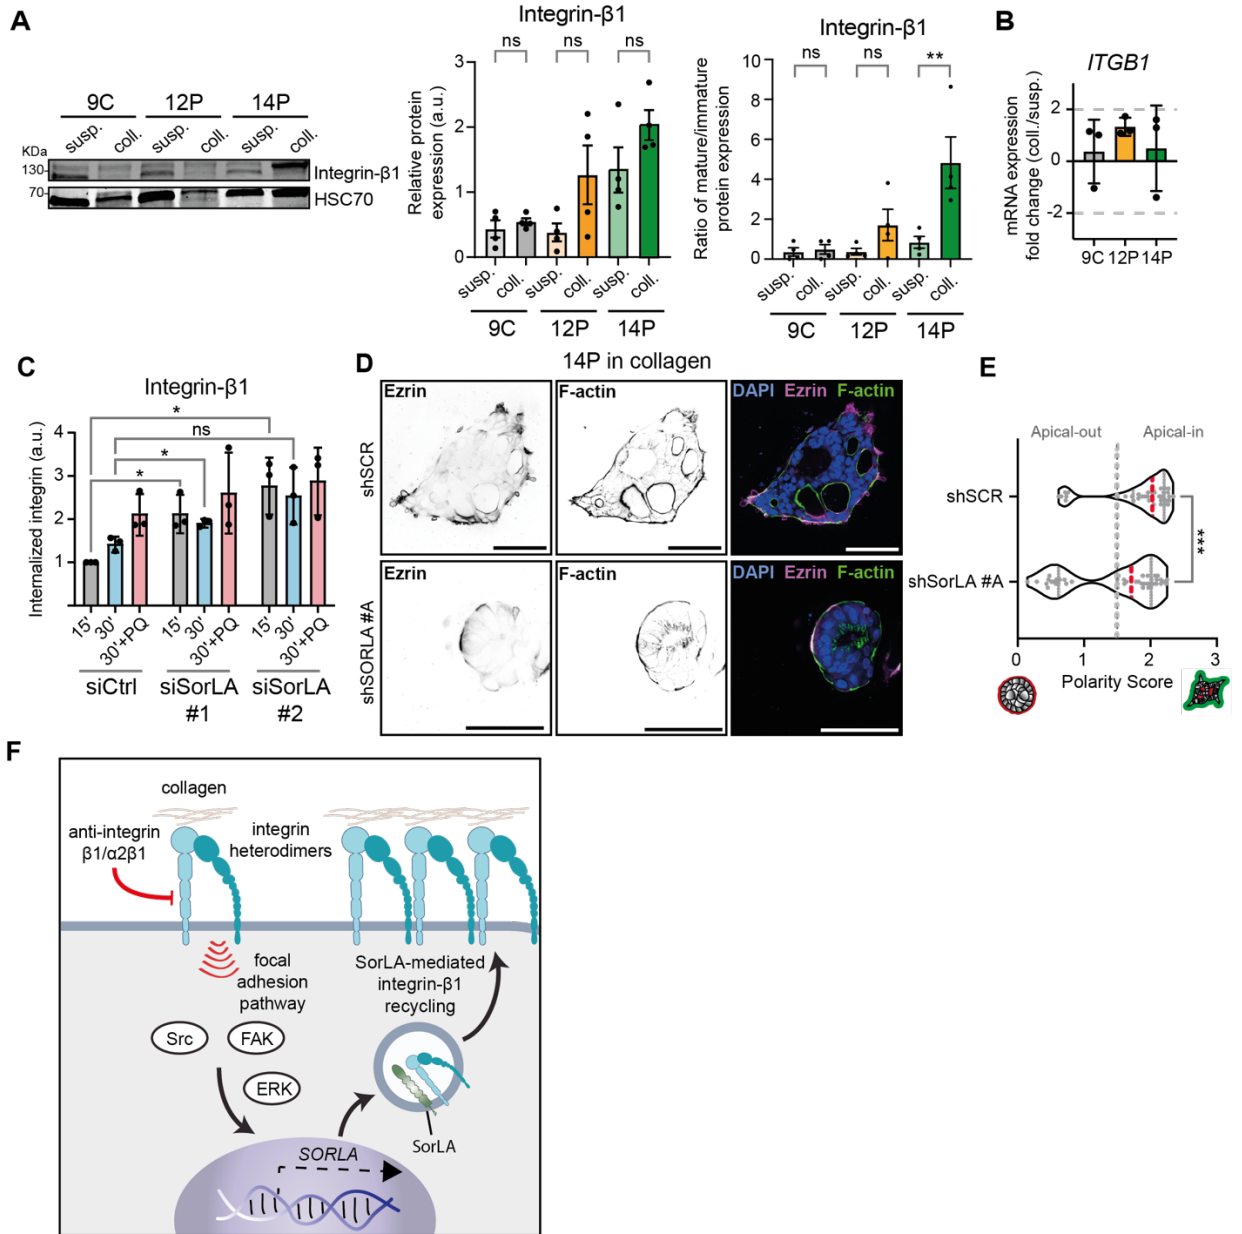 A
9C 12P 14P
susp. coll. susp. coll. susp. coll.
KDa
130
Integrin-β1
70
HSC70
Integrin-β1
ns ns ns
Relative protein
expression (a.u.)
3
2
1
0
susp. coll. susp. coll. susp. coll.
9C 12P 14P
Integrin-β1
ns ns **
Ratio of mature/immature
protein expression
10
8
6
4
2
0
susp. coll. susp. coll. susp. coll.
9C 12P 14P
B
ITGB1
mRNA expression
fold change (coll./susp.)
2
0
-2
9C 12P 14P
C
Integrin-β1
*
ns
*
*
Internalized integrin (a.u.)
4
3
2
1
15' 30' 30'+PQ 15' 30' 30'+PQ 15' 30' 30'+PQ
siCtrl siSorLA siSorLA
#1 #2
D
14P in collagen
Ezrin F-actin DAPI Ezrin F-actin
shSCR
Ezrin F-actin DAPI Ezrin F-actin
shSORLA #A
E
Apical-out Apical-in
shSCR
shSorLA #A
***
0 1 2 3
Polarity Score
F
collagen
anti-integrin
β1/α2β1
integrin
heterodimers
focal
adhesion
pathway
SorLA-mediated
integrin-β1
recycling
Src FAK
ERK
SorLA
SORLA